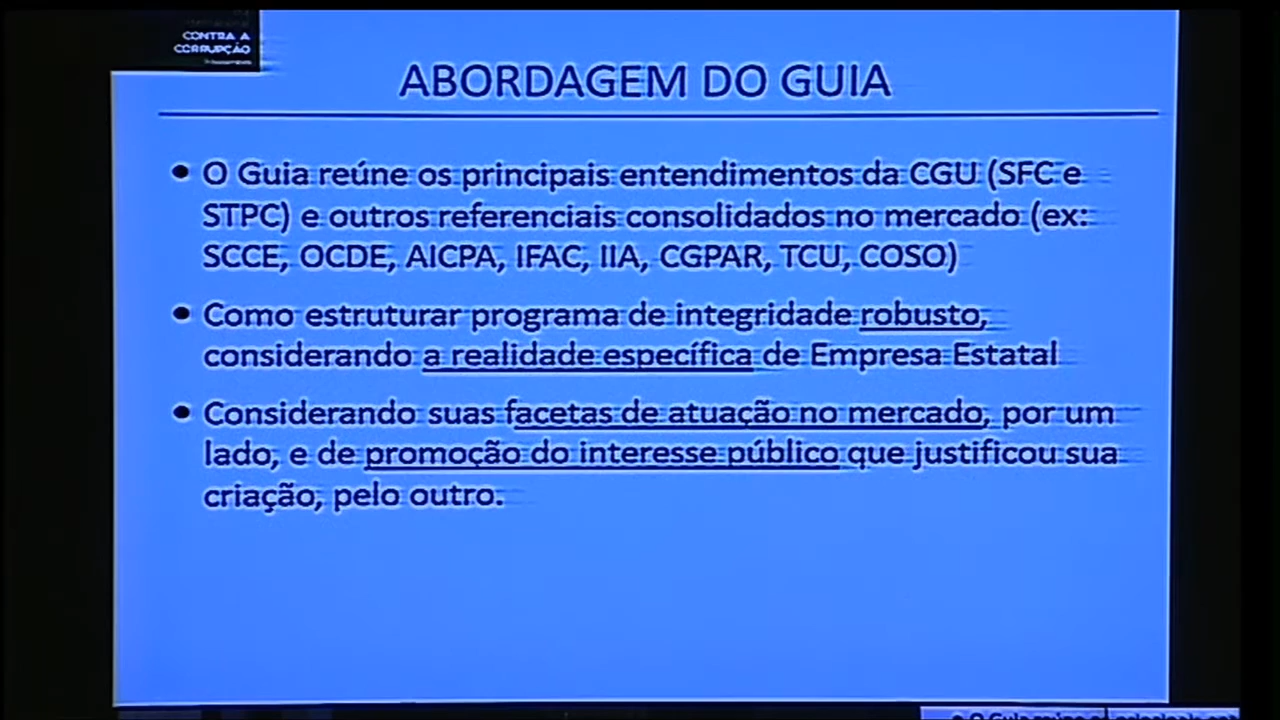 CONTRA A
CORRUPÇÃO
ABORDAGEM DO GUIA
• O Guia reúne os principais entendimentos da CGU (SFC e
STPC) e outros referenciais consolidados no mercado (ex:
SCCE, OCDE, AICPA, IFAC, IIA, CGPAR, TCU, COSO)
• Como estruturar programa de integridade robusto,
considerando a realidade específica de Empresa Estatal
• Considerando suas facetas de atuação no mercado, por um
lado, e de promoção do interesse público que justificou sua
criação, pelo outro.